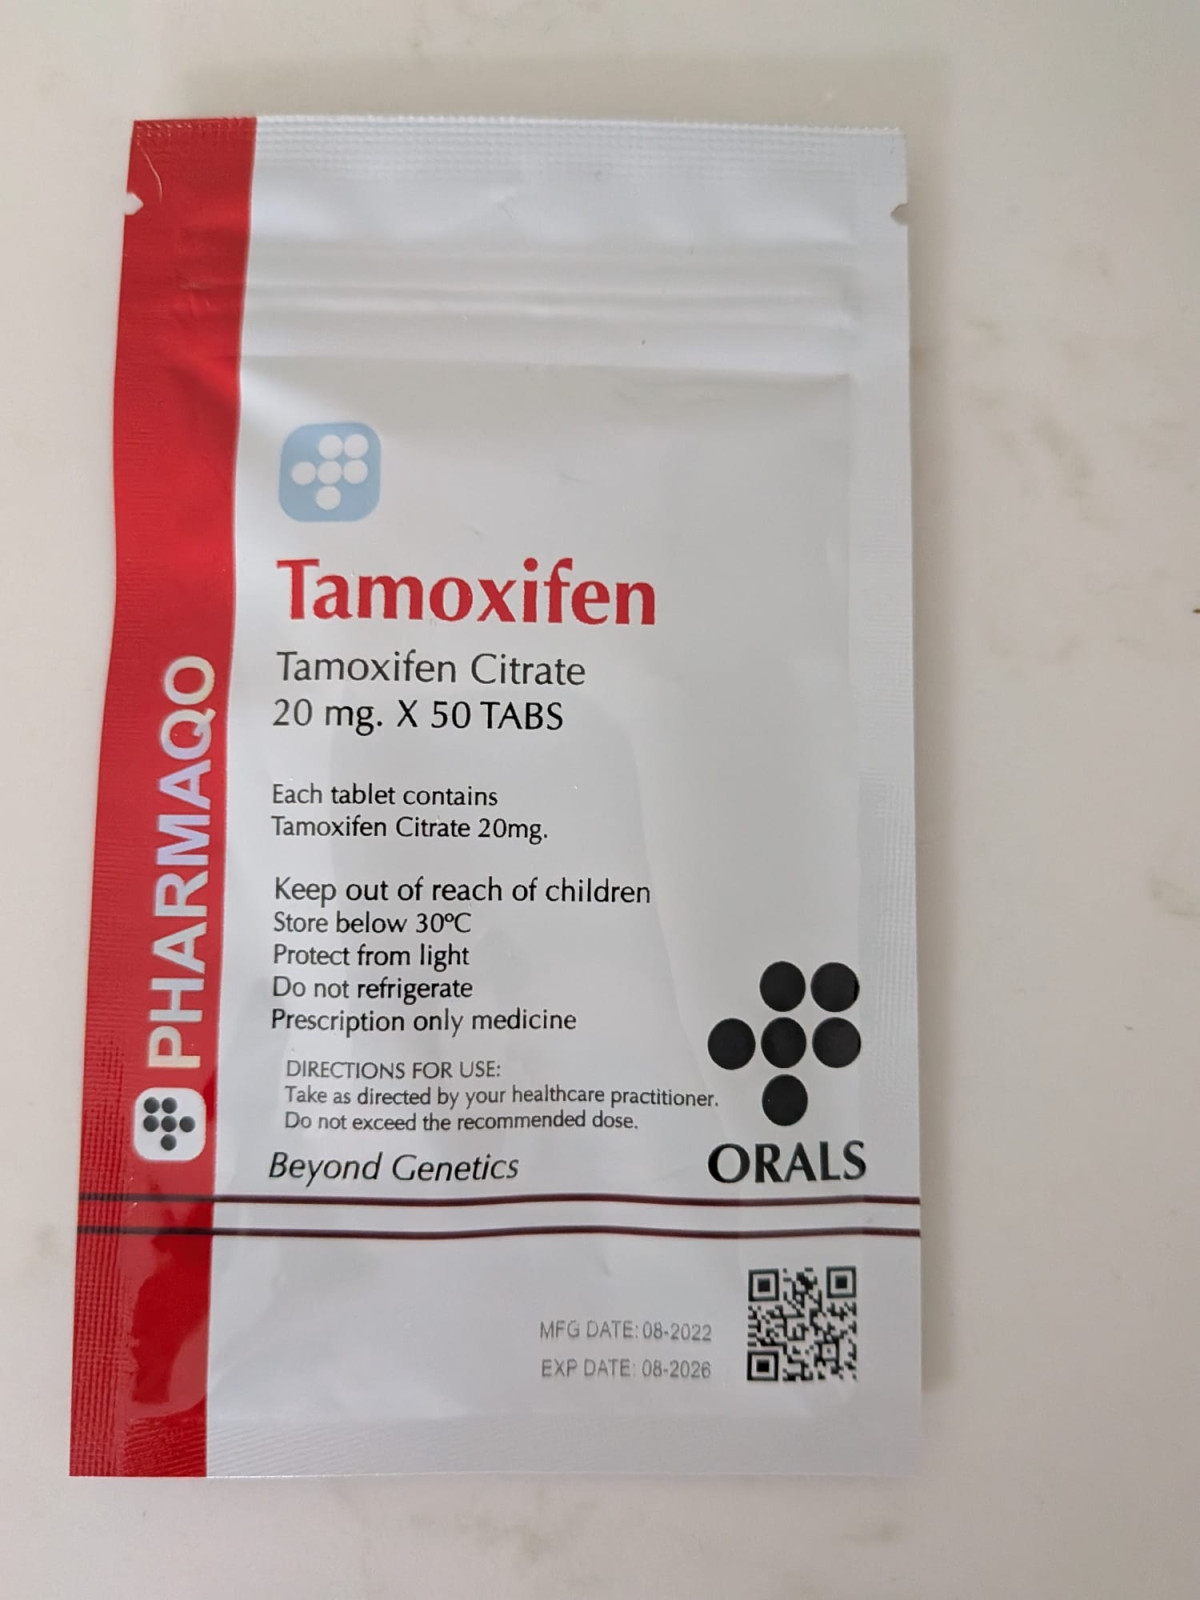 PHARMAQO
Tamoxifen
Tamoxifen Citrate
20 mg. X 50 TABS
Each tablet contains
Tamoxifen Citrate 20mg.
Keep out of reach of children
Store below 30ºC
Protect from light
Do not refrigerate
Prescription only medicine
DIRECTIONS FOR USE:
Take as directed by your healthcare practitioner.
Do not exceed the recommended dose.
Beyond Genetics
ORALS
MFG DATE: 08-2022
EXP DATE: 08-2026